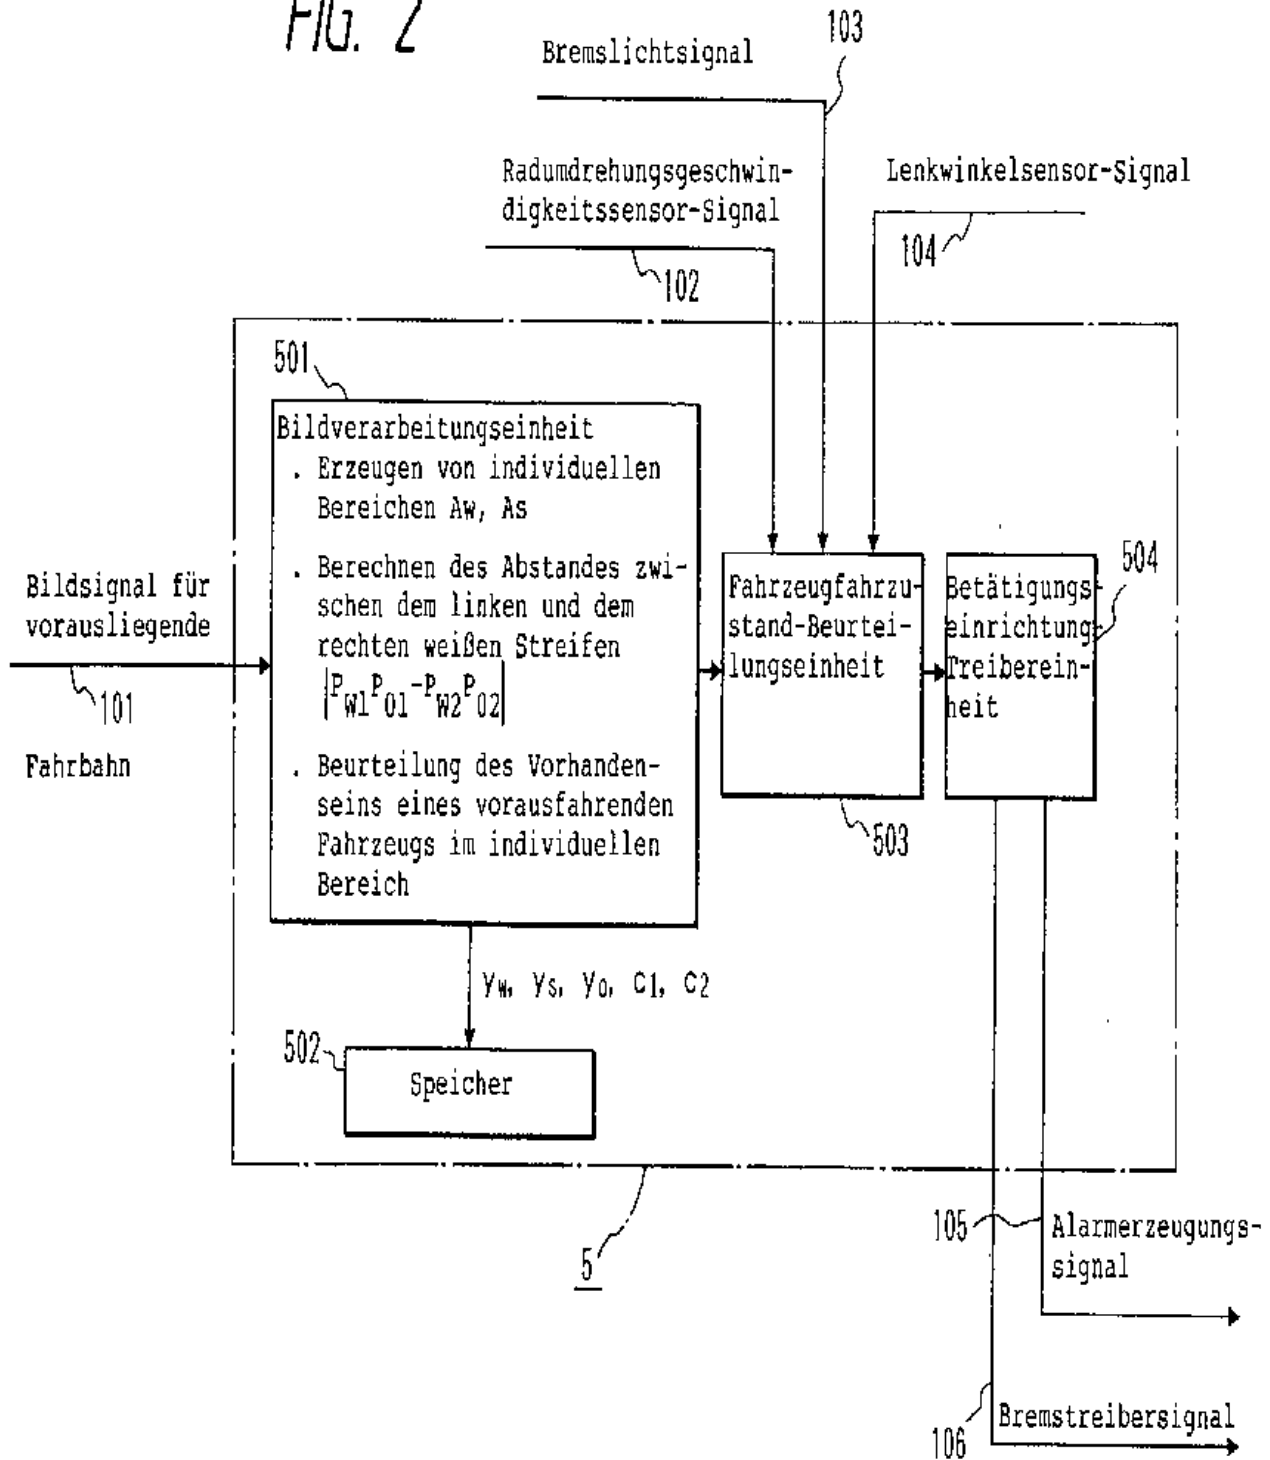 FIG. 2
Bremslichtsignal
103
Radumdrehungsgeschwin-
digkeitssensor-Signal
102
Lenkwinkelsensor-Signal
104
501
Bildverarbeitungseinheit
. Erzeugen von individuellen
Bereichen Aw, As
. Berechnen des Abstandes zwi-
schen dem linken und dem
rechten weißen Streifen
|PW1P01-PW2P02|
. Beurteilung des Vorhanden-
seins eines vorausfahrenden
Fahrzeugs im individuellen
Bereich
Bildsignal für
vorausliegende
101
Fahrbahn
Fahrzeugfahrzu-
stand-Beurtei-
lungseinheit
503
504
Betätigungs-
einrichtung-
Treiberein-
heit
yw, ys, y0, c1, c2
502
Speicher
5
105
Alarmerzeugungs-
signal
106
Bremstreibersignal